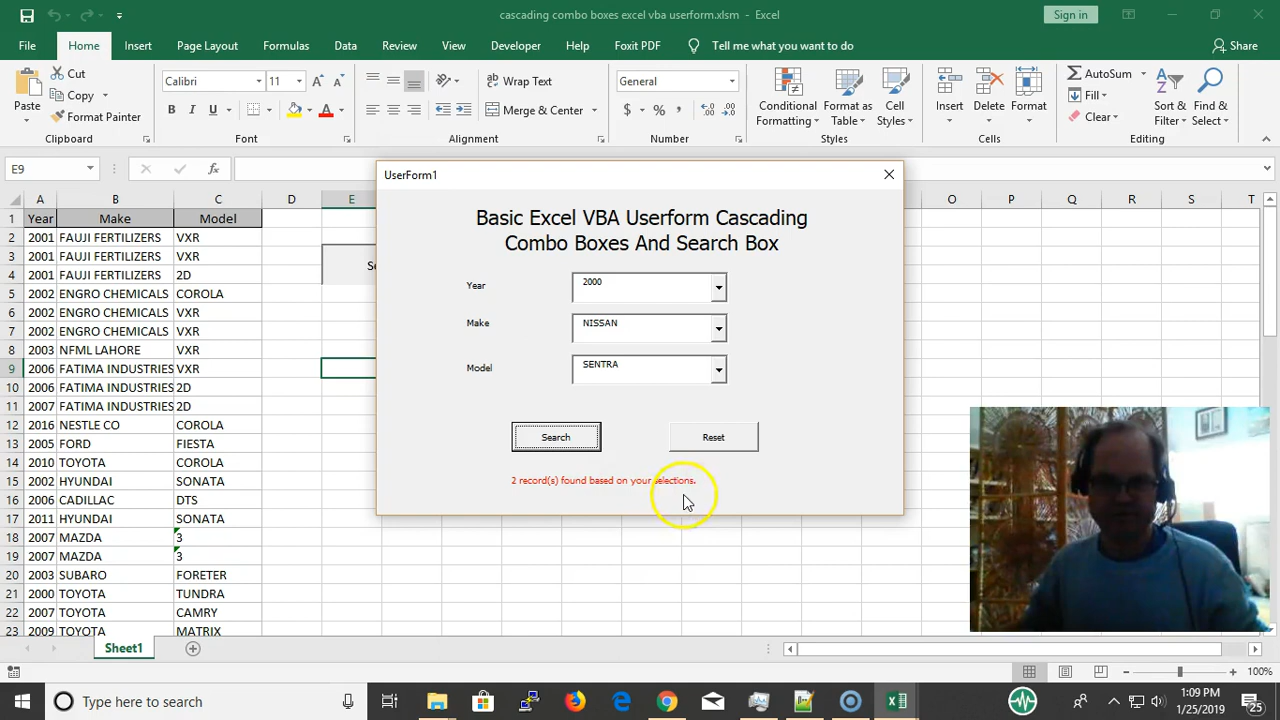 cascading combo boxes excel vba userform.xlsm - Excel
Sign in
File Home Insert Page Layout Formulas Data Review View Developer Help Foxit PDF Tell me what you want to do Share
Paste
Cut
Copy
Format Painter
Clipboard
Calibri 11
B I U
Font
Wrap Text
Merge & Center
Alignment
General
$ % ,
Number
Conditional Formatting
Format as Table
Cell Styles
Styles
Insert Delete Format
Cells
AutoSum
Fill
Clear
Sort & Filter
Find & Select
Editing
E9 fx
A B C D E O P Q R S T
1 Year Make Model
2 2001 FAUJI FERTILIZERS VXR
3 2001 FAUJI FERTILIZERS VXR
4 2001 FAUJI FERTILIZERS 2D
5 2002 ENGRO CHEMICALS COROLA
6 2002 ENGRO CHEMICALS VXR
7 2002 ENGRO CHEMICALS VXR
8 2003 NFML LAHORE VXR
9 2006 FATIMA INDUSTRIES VXR
10 2006 FATIMA INDUSTRIES 2D
11 2007 FATIMA INDUSTRIES 2D
12 2016 NESTLE CO COROLA
13 2005 FORD FIESTA
14 2010 TOYOTA COROLA
15 2002 HYUNDAI SONATA
16 2006 CADILLAC DTS
17 2011 HYUNDAI SONATA
18 2007 MAZDA 3
19 2007 MAZDA 3
20 2003 SUBARO FORETER
21 2000 TOYOTA TUNDRA
22 2007 TOYOTA CAMRY
23 2009 TOYOTA MATRIX
UserForm1
Basic Excel VBA Userform Cascading
Combo Boxes And Search Box
Year 2000
Make NISSAN
Model SENTRA
Search Reset
2 record(s) found based on your selections.
Sheet1
100%
Type here to search
1:09 PM
1/25/2019
25